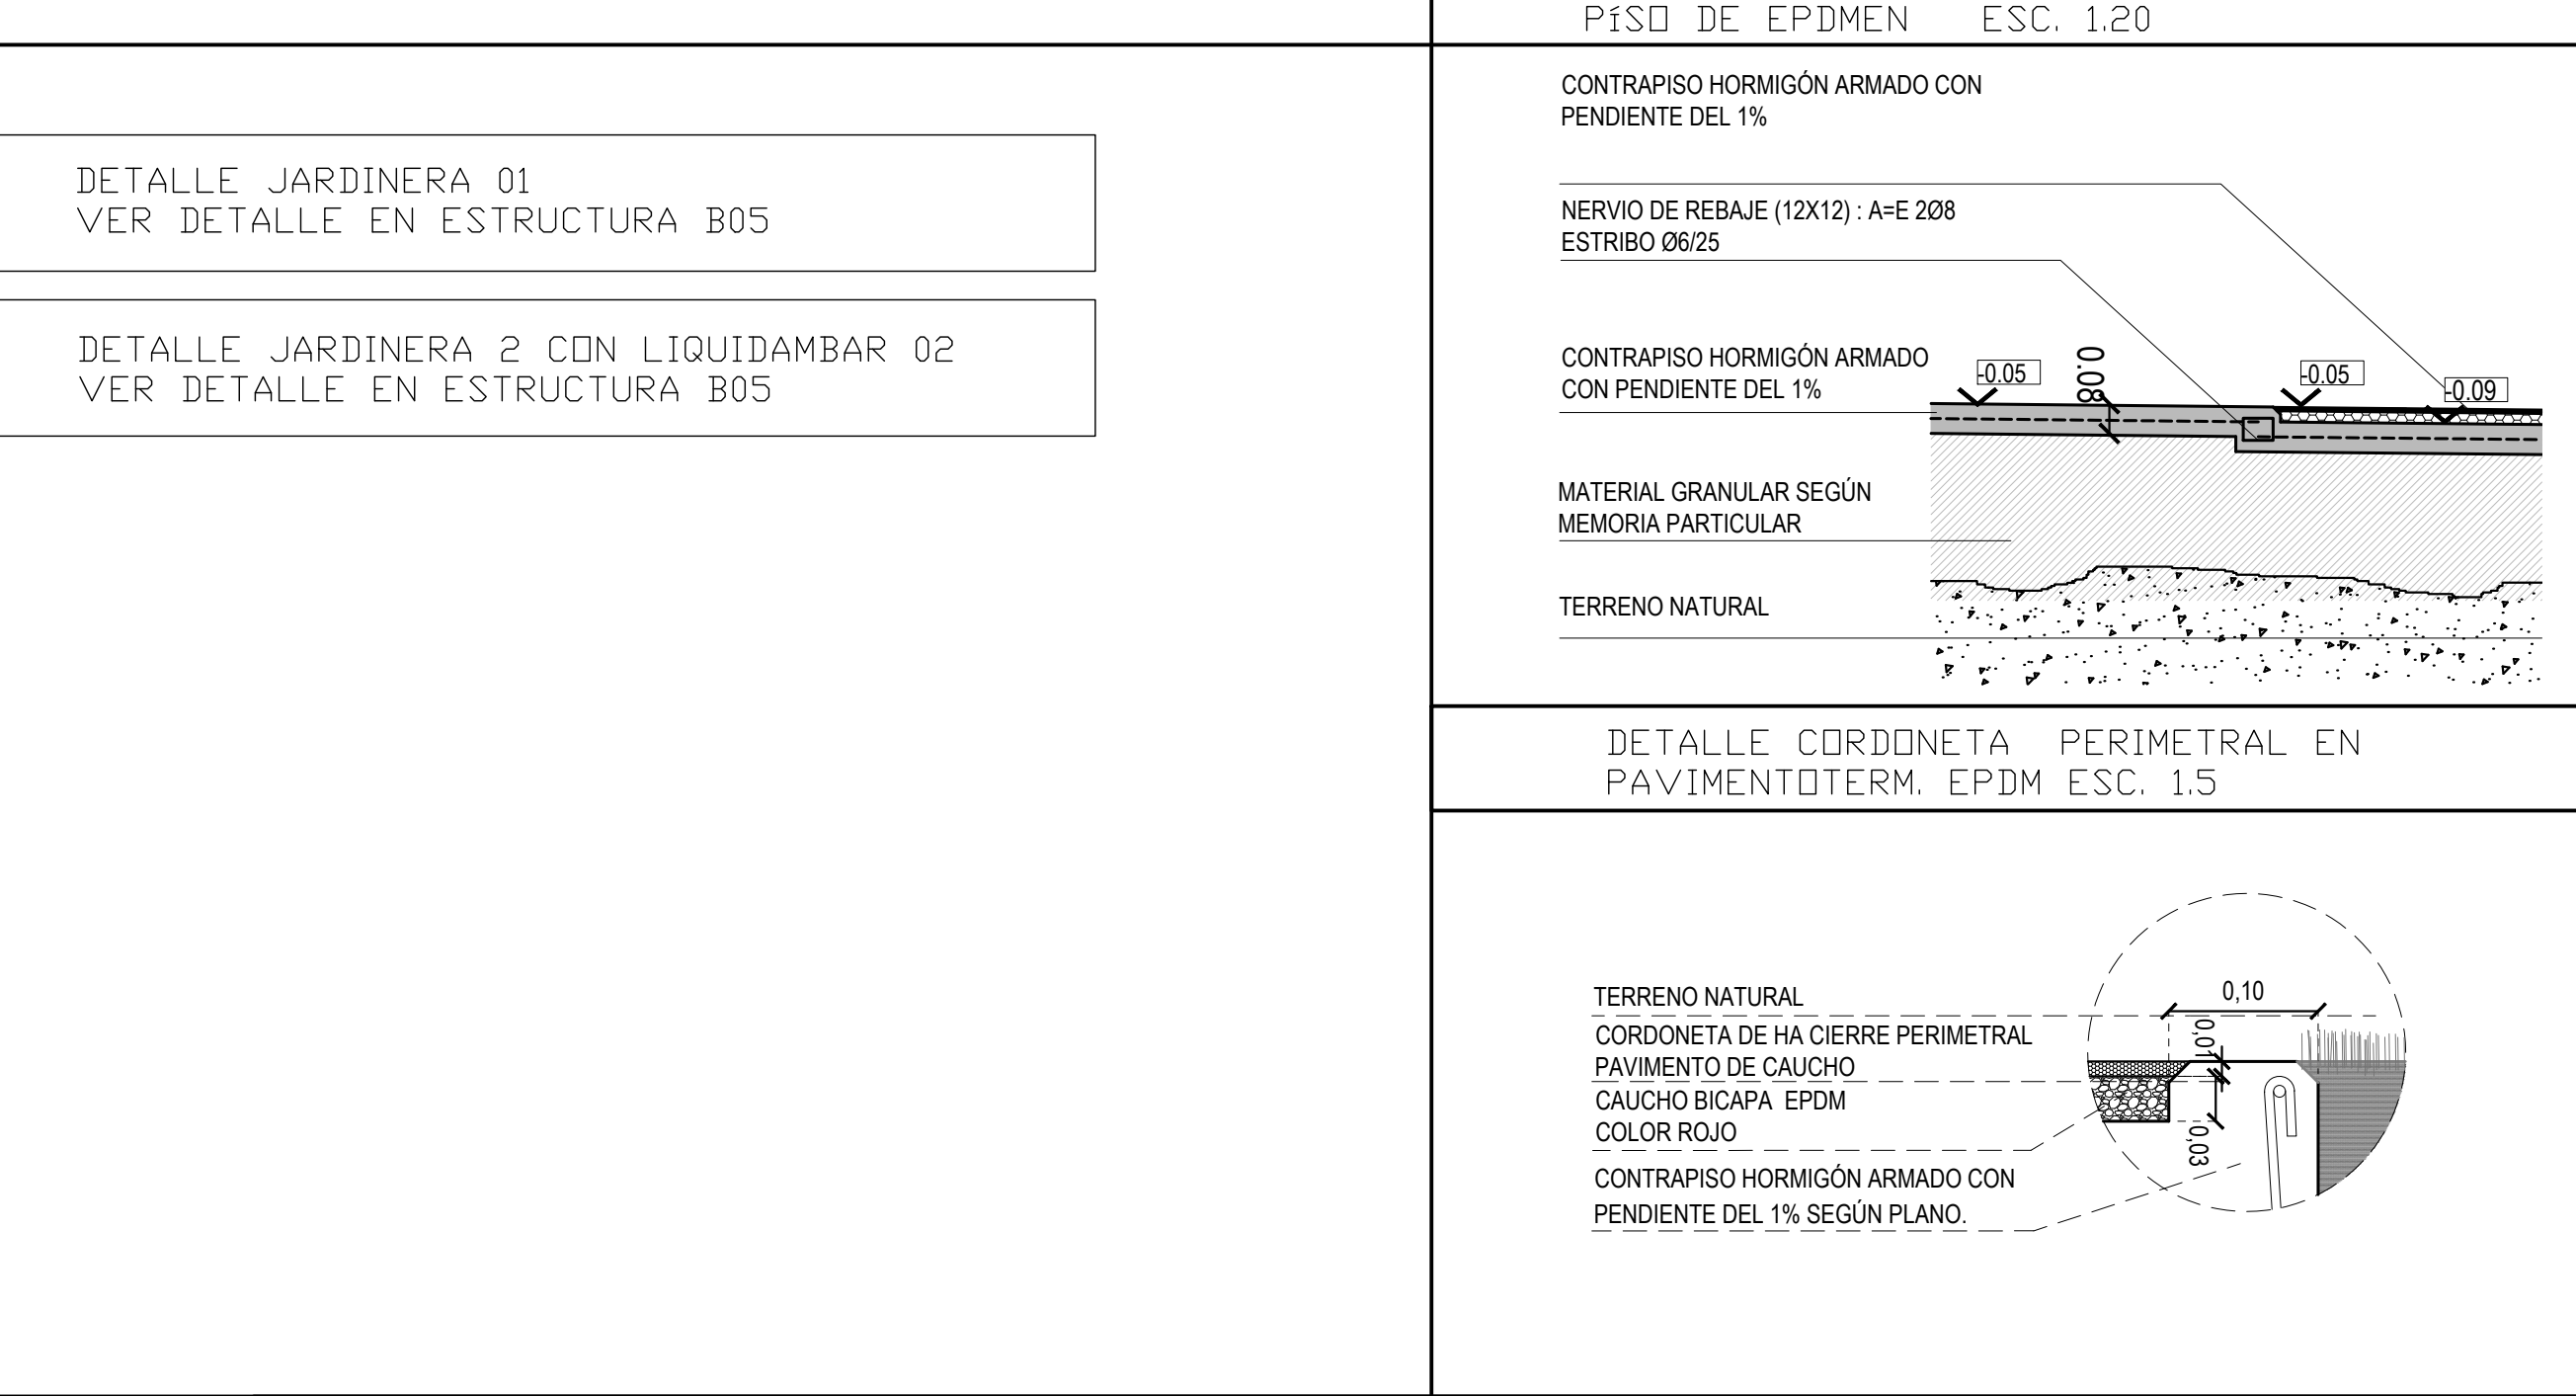 DETALLE JARDINERA 01
VER DETALLE EN ESTRUCTURA B05
DETALLE JARDINERA 2 CON LIQUIDAMBAR 02
VER DETALLE EN ESTRUCTURA B05
PíSO DE EPDMEN ESC. 1.20
CONTRAPISO HORMIGÓN ARMADO CON
PENDIENTE DEL 1%
NERVIO DE REBAJE (12X12) : A=E 2Ø8
ESTRIBO Ø6/25
CONTRAPISO HORMIGÓN ARMADO
CON PENDIENTE DEL 1%
-0.05
0.08
-0.05
-0.09
MATERIAL GRANULAR SEGÚN
MEMORIA PARTICULAR
TERRENO NATURAL
DETALLE CORDONETA PERIMETRAL EN
PAVIMENTOTERM. EPDM ESC. 1.5
TERRENO NATURAL
CORDONETA DE HA CIERRE PERIMETRAL
PAVIMENTO DE CAUCHO
CAUCHO BICAPA EPDM
COLOR ROJO
CONTRAPISO HORMIGÓN ARMADO CON
PENDIENTE DEL 1% SEGÚN PLANO.
0,10
0,01
0,03